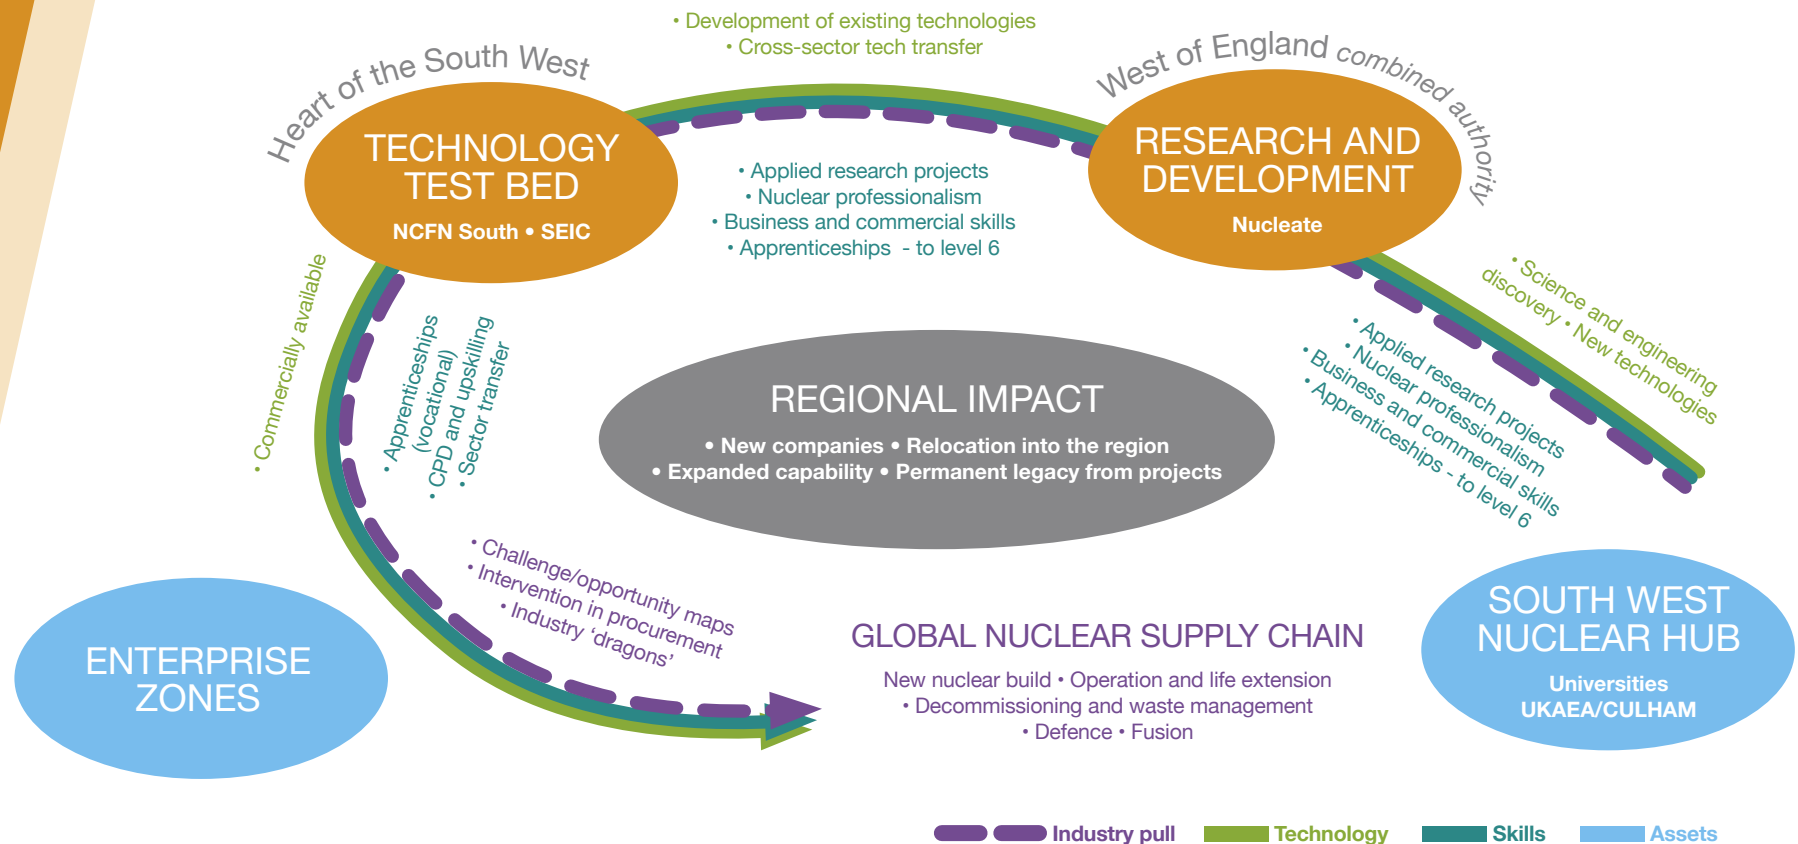 • Development of existing technologies
• Cross-sector tech transfer
Heart of the South West
West of England combined authority
TECHNOLOGY
TEST BED
NCFN South • SEIC
RESEARCH AND
DEVELOPMENT
Nucleate
• Applied research projects
• Nuclear professionalism
• Business and commercial skills
• Apprenticeships - to level 6
• Commercially available
• Apprenticeships
(vocational)
• CPD and upskilling
• Sector transfer
• Science and engineering
discovery • New technologies
• Applied research projects
• Nuclear professionalism
• Business and commercial skills
• Apprenticeships - to level 6
REGIONAL IMPACT
• New companies • Relocation into the region
• Expanded capability • Permanent legacy from projects
• Challenge/opportunity maps
• Intervention in procurement
• Industry ‘dragons’
ENTERPRISE
ZONES
GLOBAL NUCLEAR SUPPLY CHAIN
New nuclear build • Operation and life extension
• Decommissioning and waste management
• Defence • Fusion
SOUTH WEST
NUCLEAR HUB
Universities
UKAEA/CULHAM
Industry pull
Technology
Skills
Assets